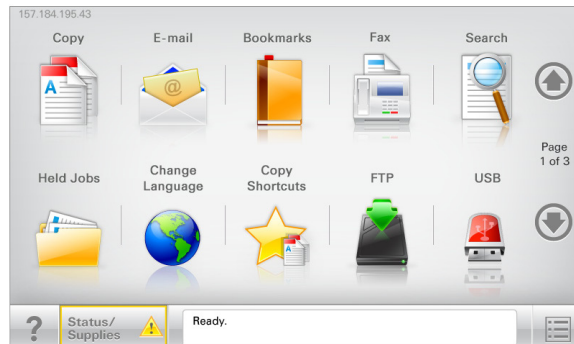 157.184.195.43
Copy
E-mail
Bookmarks
Fax
Search
A
@
Page
1 of 3
Held Jobs
Change
Language
Copy
Shortcuts
FTP
USB
?
Status/
Supplies
Ready.